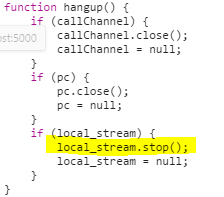 function hangup() {
if (callChannel) {
callChannel.close();
ost:5000
callChannel = null;
}
if (pc) {
pc.close();
pc = null;
}
if (local_stream) {
local_stream.stop();
local_stream = null;
}
}